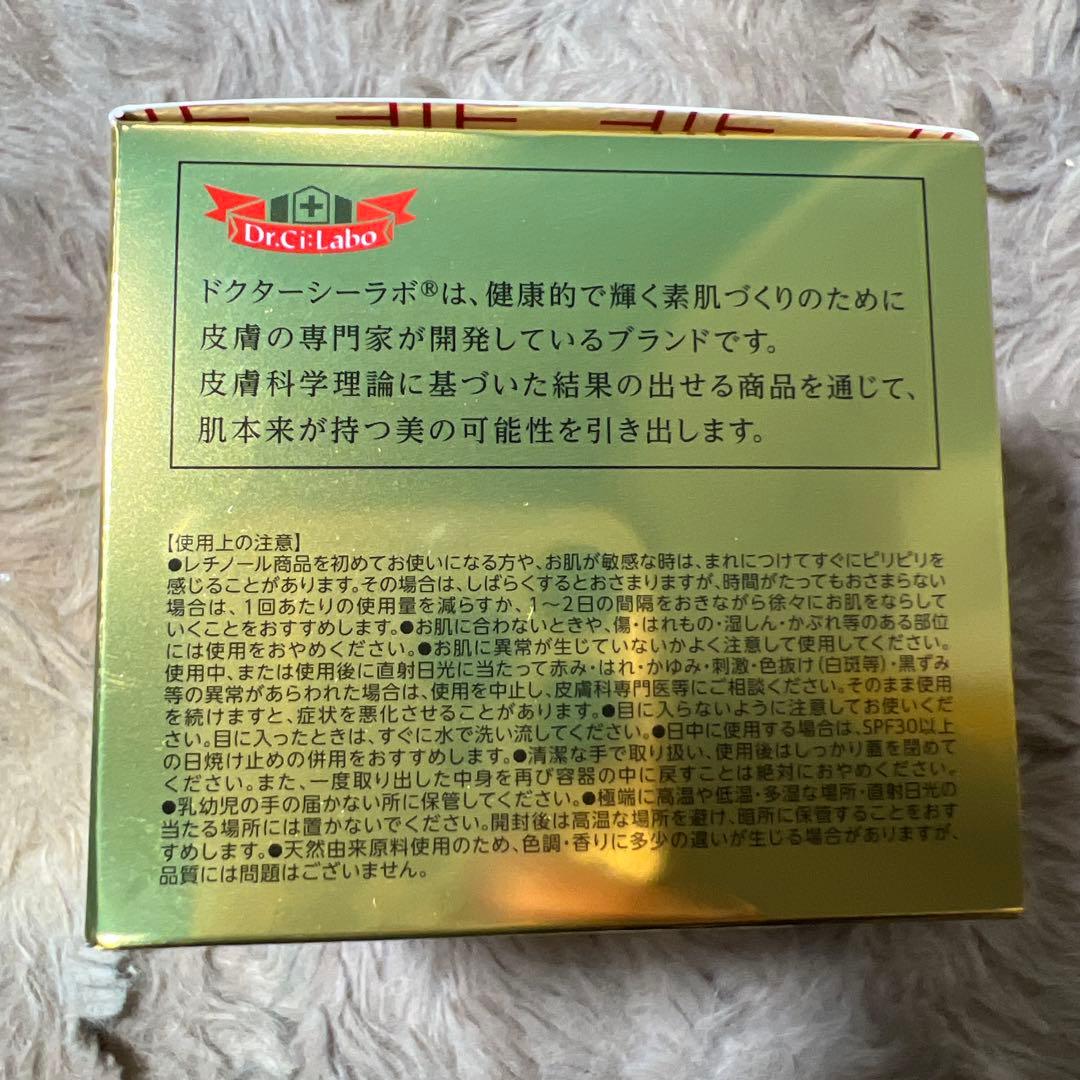 Dr.Ci:Labo
ドクターシーラボ®は、健康的で輝く素肌づくりのために
皮膚の専門家が開発しているブランドです。
皮膚科学理論に基づいた結果の出せる商品を通じて、
肌本来が持つ美の可能性を引き出します。
【使用上の注意】
●レチノール商品を初めてお使いになる方や、お肌が敏感な時は、まれにつけてすぐにピリピリを
感じることがあります。その場合は、しばらくするとおさまりますが、時間がたってもおさまらない
場合は、1回あたりの使用量を減らすか、1〜2日の間隔をおきながら徐々にお肌をならして
いくことをおすすめします。●お肌に合わないときや、傷・はれもの・湿しん・かぶれ等のある部位
には使用をおやめください。●お肌に異常が生じていないかよく注意して使用してください。
使用中、または使用後に直射日光に当たって赤み・はれ・かゆみ・刺激・色抜け(白斑等)・黒ずみ
等の異常があらわれた場合は、使用を中止し、皮膚科専門医等にご相談ください。そのまま使用
を続けますと、症状を悪化させることがあります。●目に入らないように注意してお使いくだ
さい。目に入ったときは、すぐに水で洗い流してください。●日中に使用する場合は、SPF30以上
の日焼け止めの併用をおすすめします。●清潔な手で取り扱い、使用後はしっかり蓋を閉めて
ください。また、一度取り出した中身を再び容器の中に戻すことは絶対におやめください。
●乳幼児の手の届かない所に保管してください。●極端に高温や低温・多湿な場所・直射日光の
当たる場所には置かないでください。開封後は高温な場所を避け、暗所に保管することをおす
すめします。●天然由来原料使用のため、色調・香りに多少の違いが生じる場合がありますが、
品質には問題はございません。